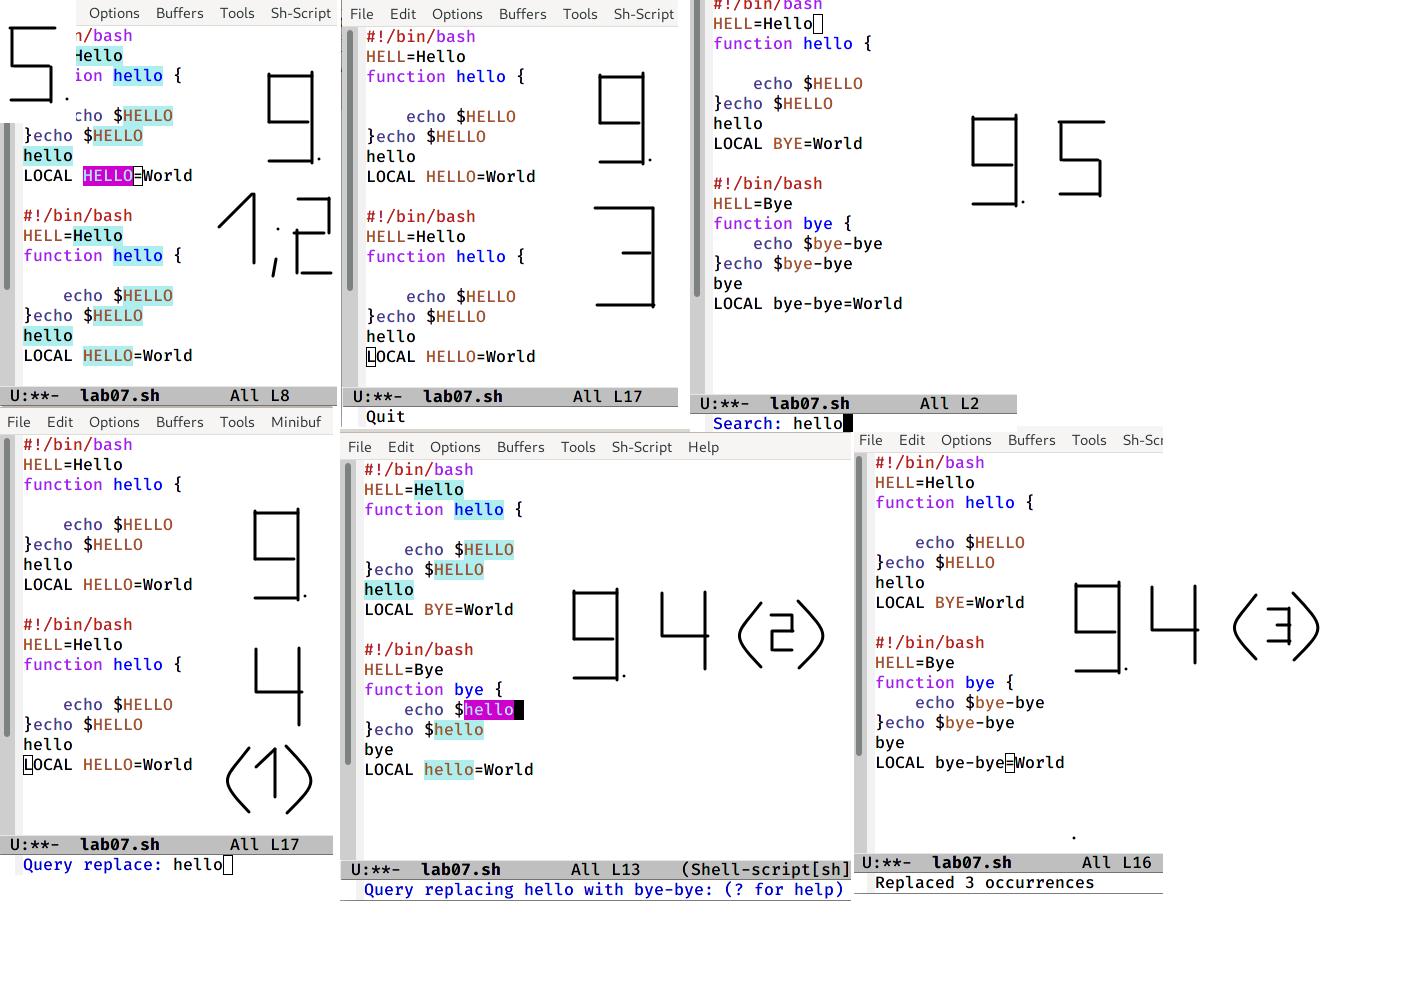 5.
Options Buffers Tools Sh-Script
n/bash
Hello
ion hello {
cho $HELLO
}echo $HELLO
hello
LOCAL HELLO=World
#!/bin/bash
HELL=Hello
function hello {
echo $HELLO
}echo $HELLO
hello
LOCAL HELLO=World
9.
1,2
U:**- lab07.sh All L8
File Edit Options Buffers Tools Sh-Script
#!/bin/bash
HELL=Hello
function hello {
echo $HELLO
}echo $HELLO
hello
LOCAL HELLO=World
#!/bin/bash
HELL=Hello
function hello {
echo $HELLO
}echo $HELLO
hello
LOCAL HELLO=World
9.
3
U:**- lab07.sh All L17
Quit
#!/bin/bash
HELL=Hello
function hello {
echo $HELLO
}echo $HELLO
hello
LOCAL BYE=World
#!/bin/bash
HELL=Bye
function bye {
echo $bye-bye
}echo $bye-bye
bye
LOCAL bye-bye=World
9. 5
U:**- lab07.sh All L2
Search: hello
File Edit Options Buffers Tools Minibuf
#!/bin/bash
HELL=Hello
function hello {
echo $HELLO
}echo $HELLO
hello
LOCAL HELLO=World
#!/bin/bash
HELL=Hello
function hello {
echo $HELLO
}echo $HELLO
hello
LOCAL HELLO=World
9.
4
(1)
U:**- lab07.sh All L17
Query replace: hello
File Edit Options Buffers Tools Sh-Script Help
#!/bin/bash
HELL=Hello
function hello {
echo $HELLO
}echo $HELLO
hello
LOCAL BYE=World
#!/bin/bash
HELL=Bye
function bye {
echo $hello
}echo $hello
bye
LOCAL hello=World
9. 4 (2)
U:**- lab07.sh All L13 (Shell-script[sh]
Query replacing hello with bye-bye: (? for help)
File Edit Options Buffers Tools Sh-Scr
#!/bin/bash
HELL=Hello
function hello {
echo $HELLO
}echo $HELLO
hello
LOCAL BYE=World
#!/bin/bash
HELL=Bye
function bye {
echo $bye-bye
}echo $bye-bye
bye
LOCAL bye-bye=World
9. 4 (3)
U:**- lab07.sh All L16
Replaced 3 occurrences